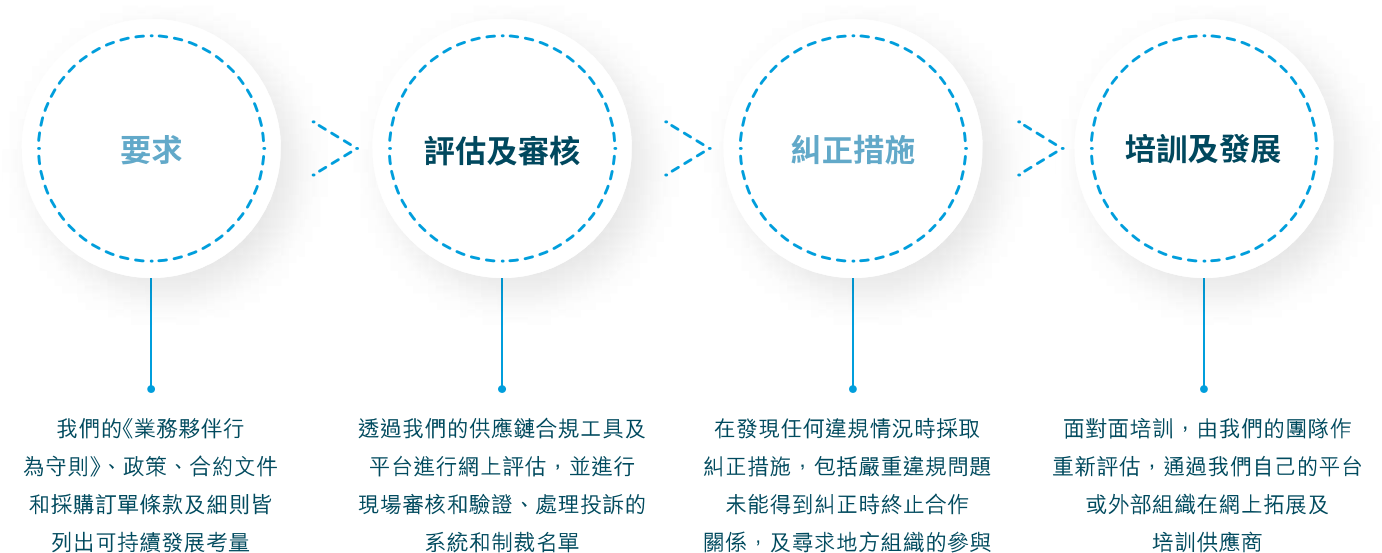 要求
我們的《業務夥伴行
為守則》、政策、合約文件
和採購訂單條款及細則皆
列出可持續發展考量
評估及審核
透過我們的供應鏈合規工具及
平台進行網上評估，並進行
現場審核和驗證、處理投訴的
系統和制裁名單
糾正措施
在發現任何違規情況時採取
糾正措施，包括嚴重違規問題
未能得到糾正時終止合作
關係，及尋求地方組織的參與
培訓及發展
面對面培訓，由我們的團隊作
重新評估，通過我們自己的平台
或外部組織在網上拓展及
培訓供應商